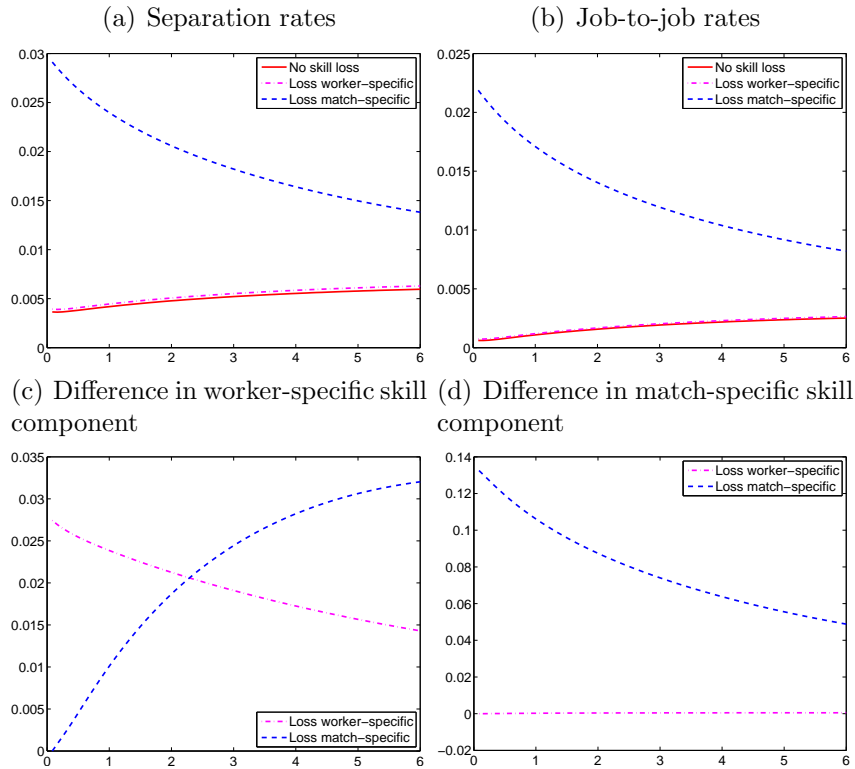 (a) Separation rates
0.03
0.025
0.02
0.015
0.01
0.005
0
0 1 2 3 4 5 6
No skill loss
Loss worker−specific
Loss match−specific
(b) Job-to-job rates
0.025
0.02
0.015
0.01
0.005
0
0 1 2 3 4 5 6
No skill loss
Loss worker−specific
Loss match−specific
(c) Difference in worker-specific skill
component
0.035
0.03
0.025
0.02
0.015
0.01
0.005
0
0 1 2 3 4 5 6
Loss worker−specific
Loss match−specific
(d) Difference in match-specific skill
component
0.14
0.12
0.1
0.08
0.06
0.04
0.02
0
−0.02
0 1 2 3 4 5 6
Loss worker−specific
Loss match−specific